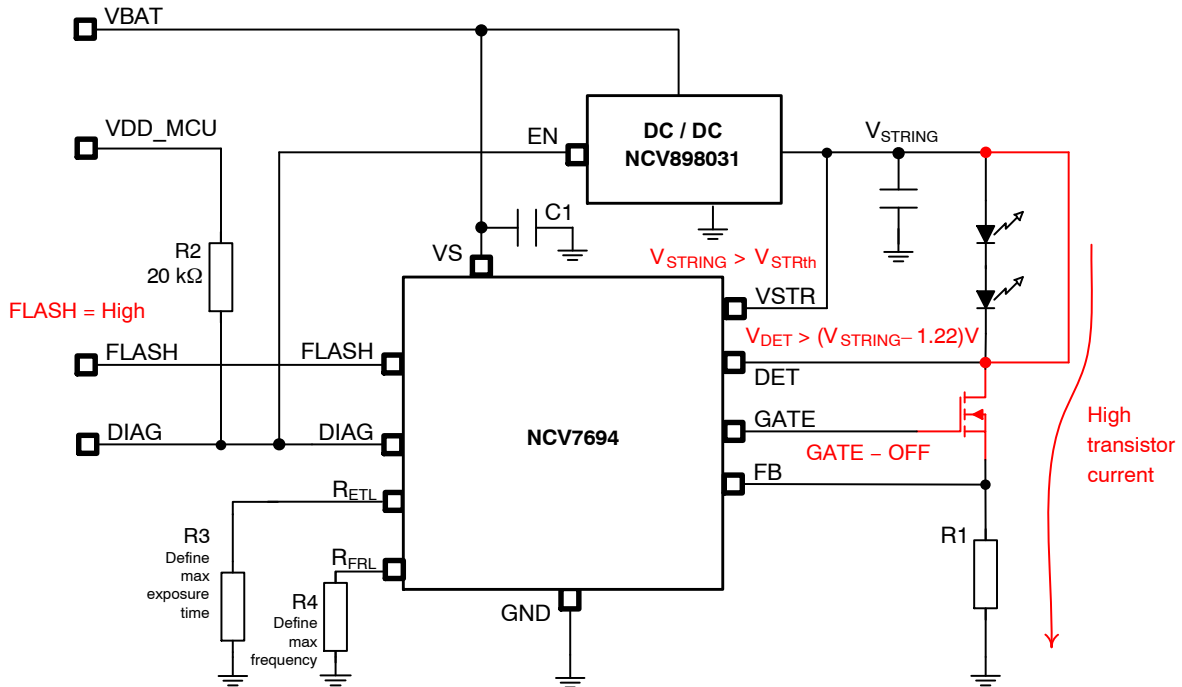 VBAT
VDD_MCU
EN
DC / DC
NCV898031
VSTRING
R2
20 kΩ
C1
VS
VSTRING > VSTRth
FLASH = High
VSTR
VDET > (VSTRING– 1.22)V
FLASH
FLASH
DET
DIAG
DIAG
NCV7694
GATE
GATE – OFF
High
transistor
current
FB
RETL
R3
Define
max
exposure
time
RFRL
R4
Define
max
frequency
GND
R1